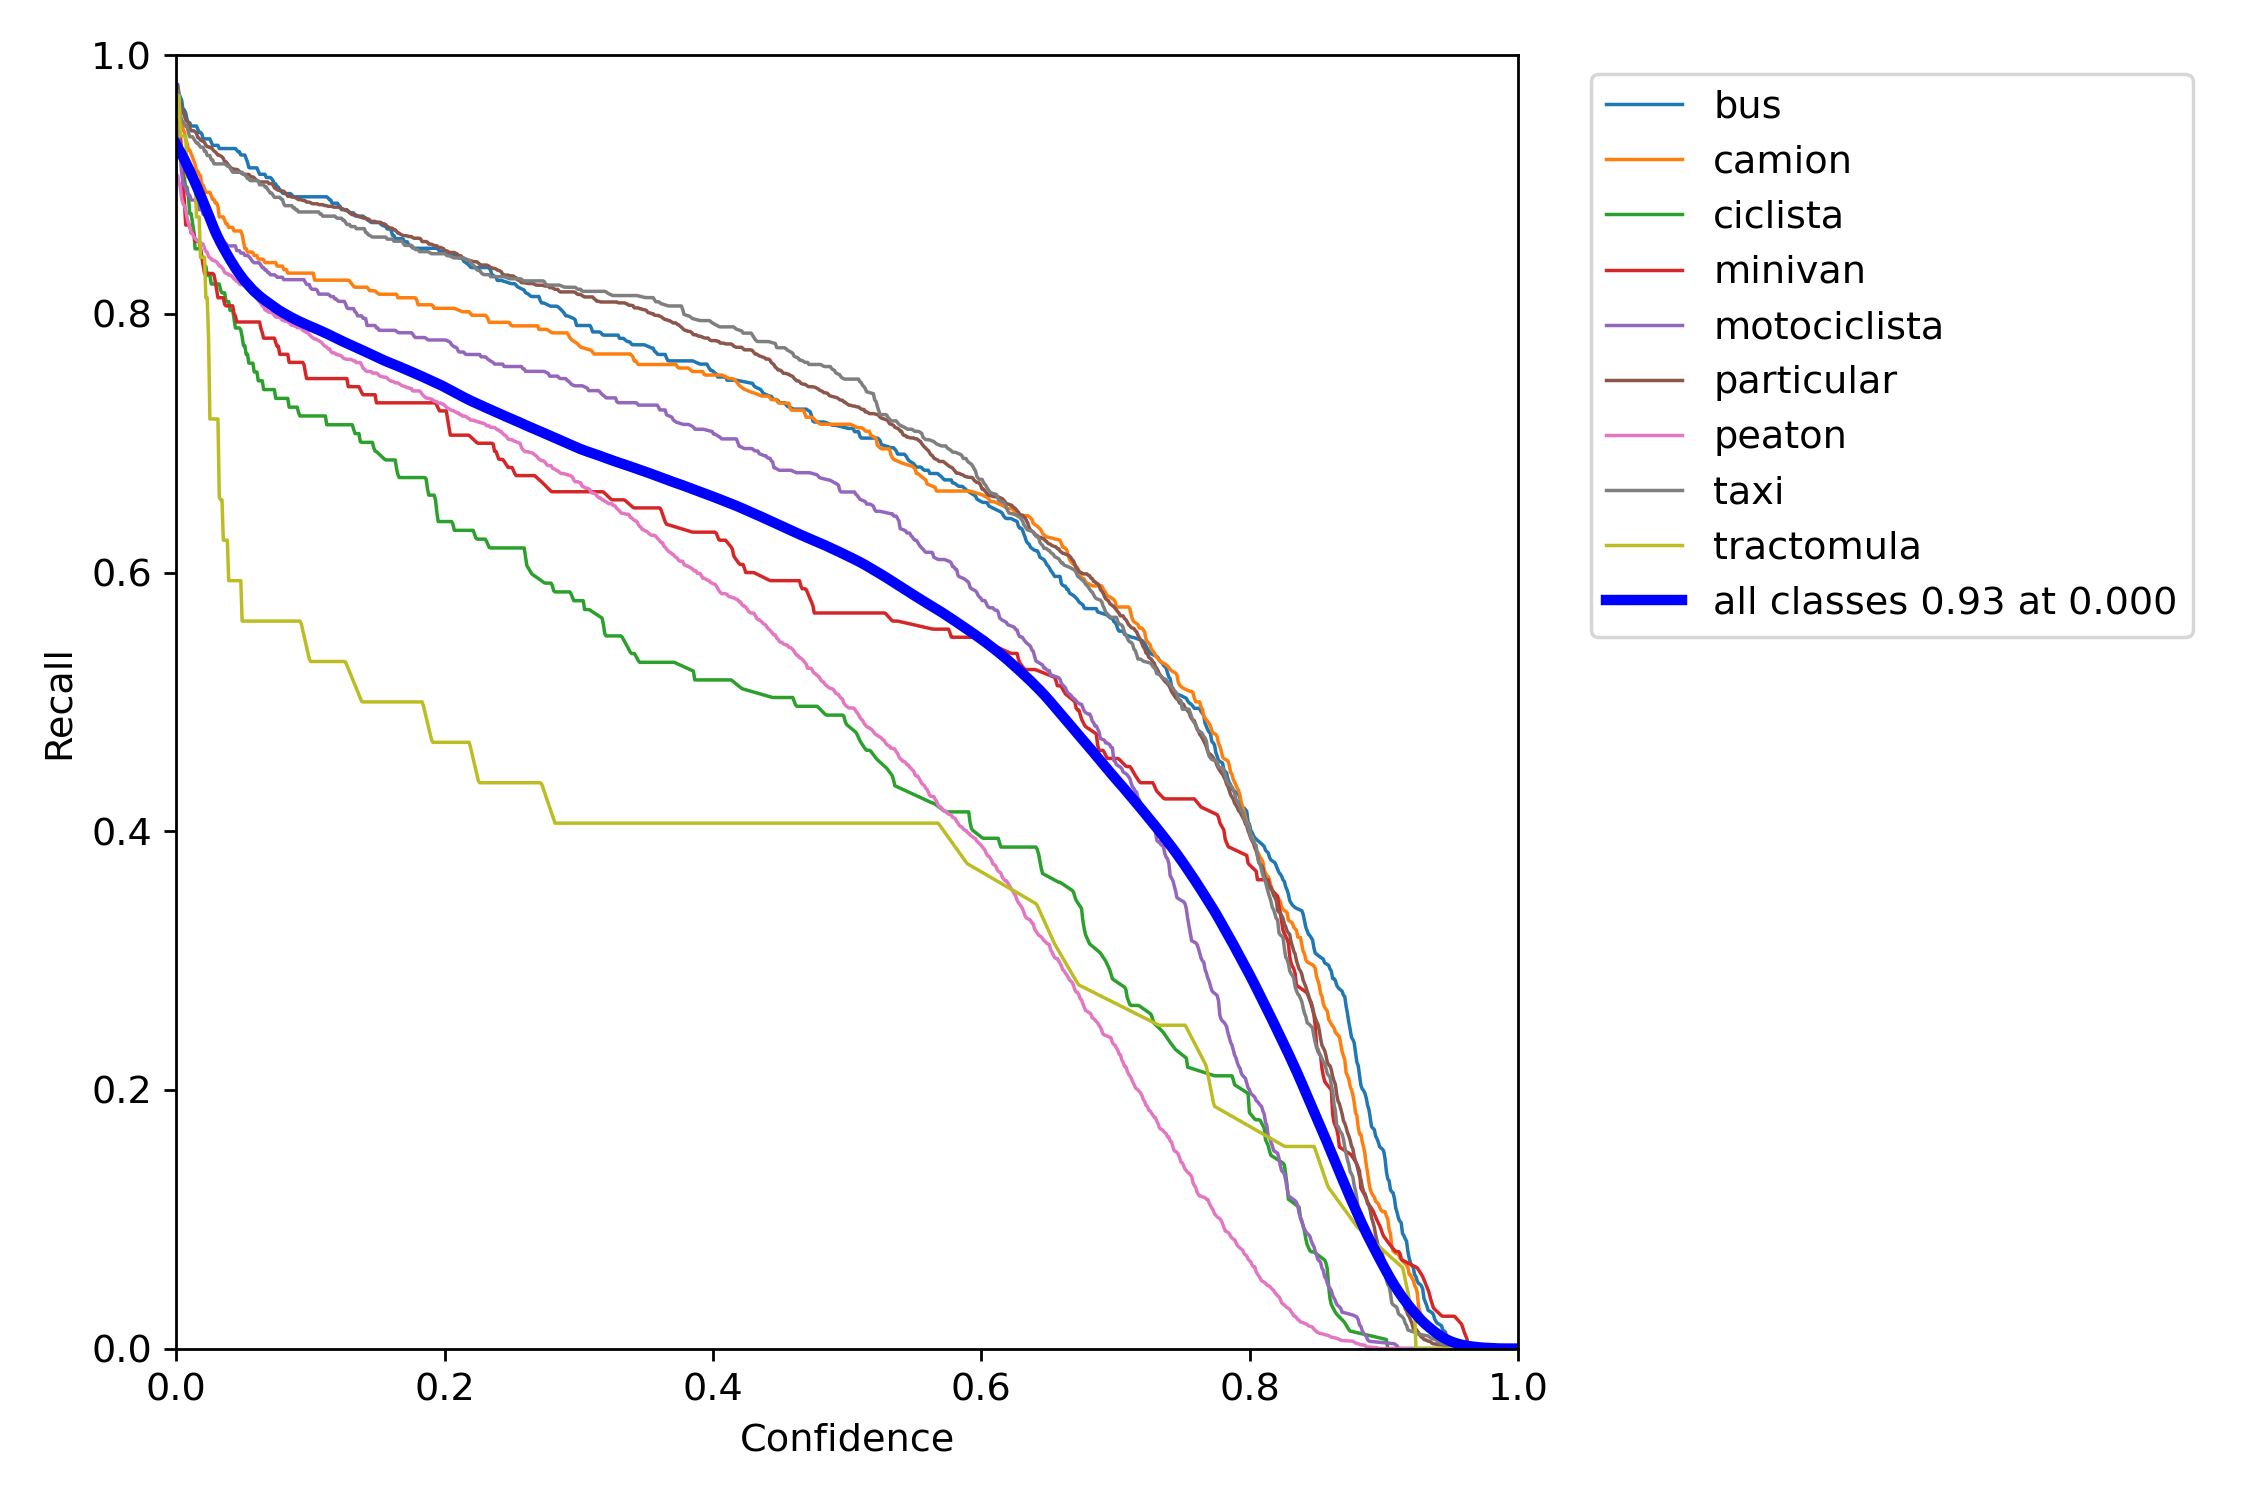 1.0
0.8
0.6
0.4
0.2
0.0
Recall
0.0 0.2 0.4 0.6 0.8 1.0
Confidence
bus
camion
ciclista
minivan
motociclista
particular
peaton
taxi
tractomula
all classes 0.93 at 0.000